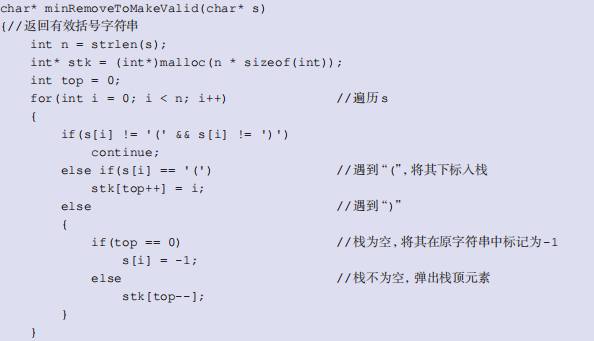 char* minRemoveToMakeValid(char* s)
{//返回有效括号字符串
    int n = strlen(s);
    int* stk = (int*)malloc(n * sizeof(int));
    int top = 0;
    for(int i = 0; i < n; i++)                //遍历s
    {
        if(s[i] != '(' && s[i] != ')')
            continue;
        else if(s[i] == '(')                  //遇到“(”,将其下标入栈
            stk[top++] = i;
        else                                  //遇到“)”
        {
            if(top == 0)                      //栈为空,将其在原字符串中标记为-1
                s[i] = -1;
            else                              //栈不为空,弹出栈顶元素
                stk[top--];
        }
    }